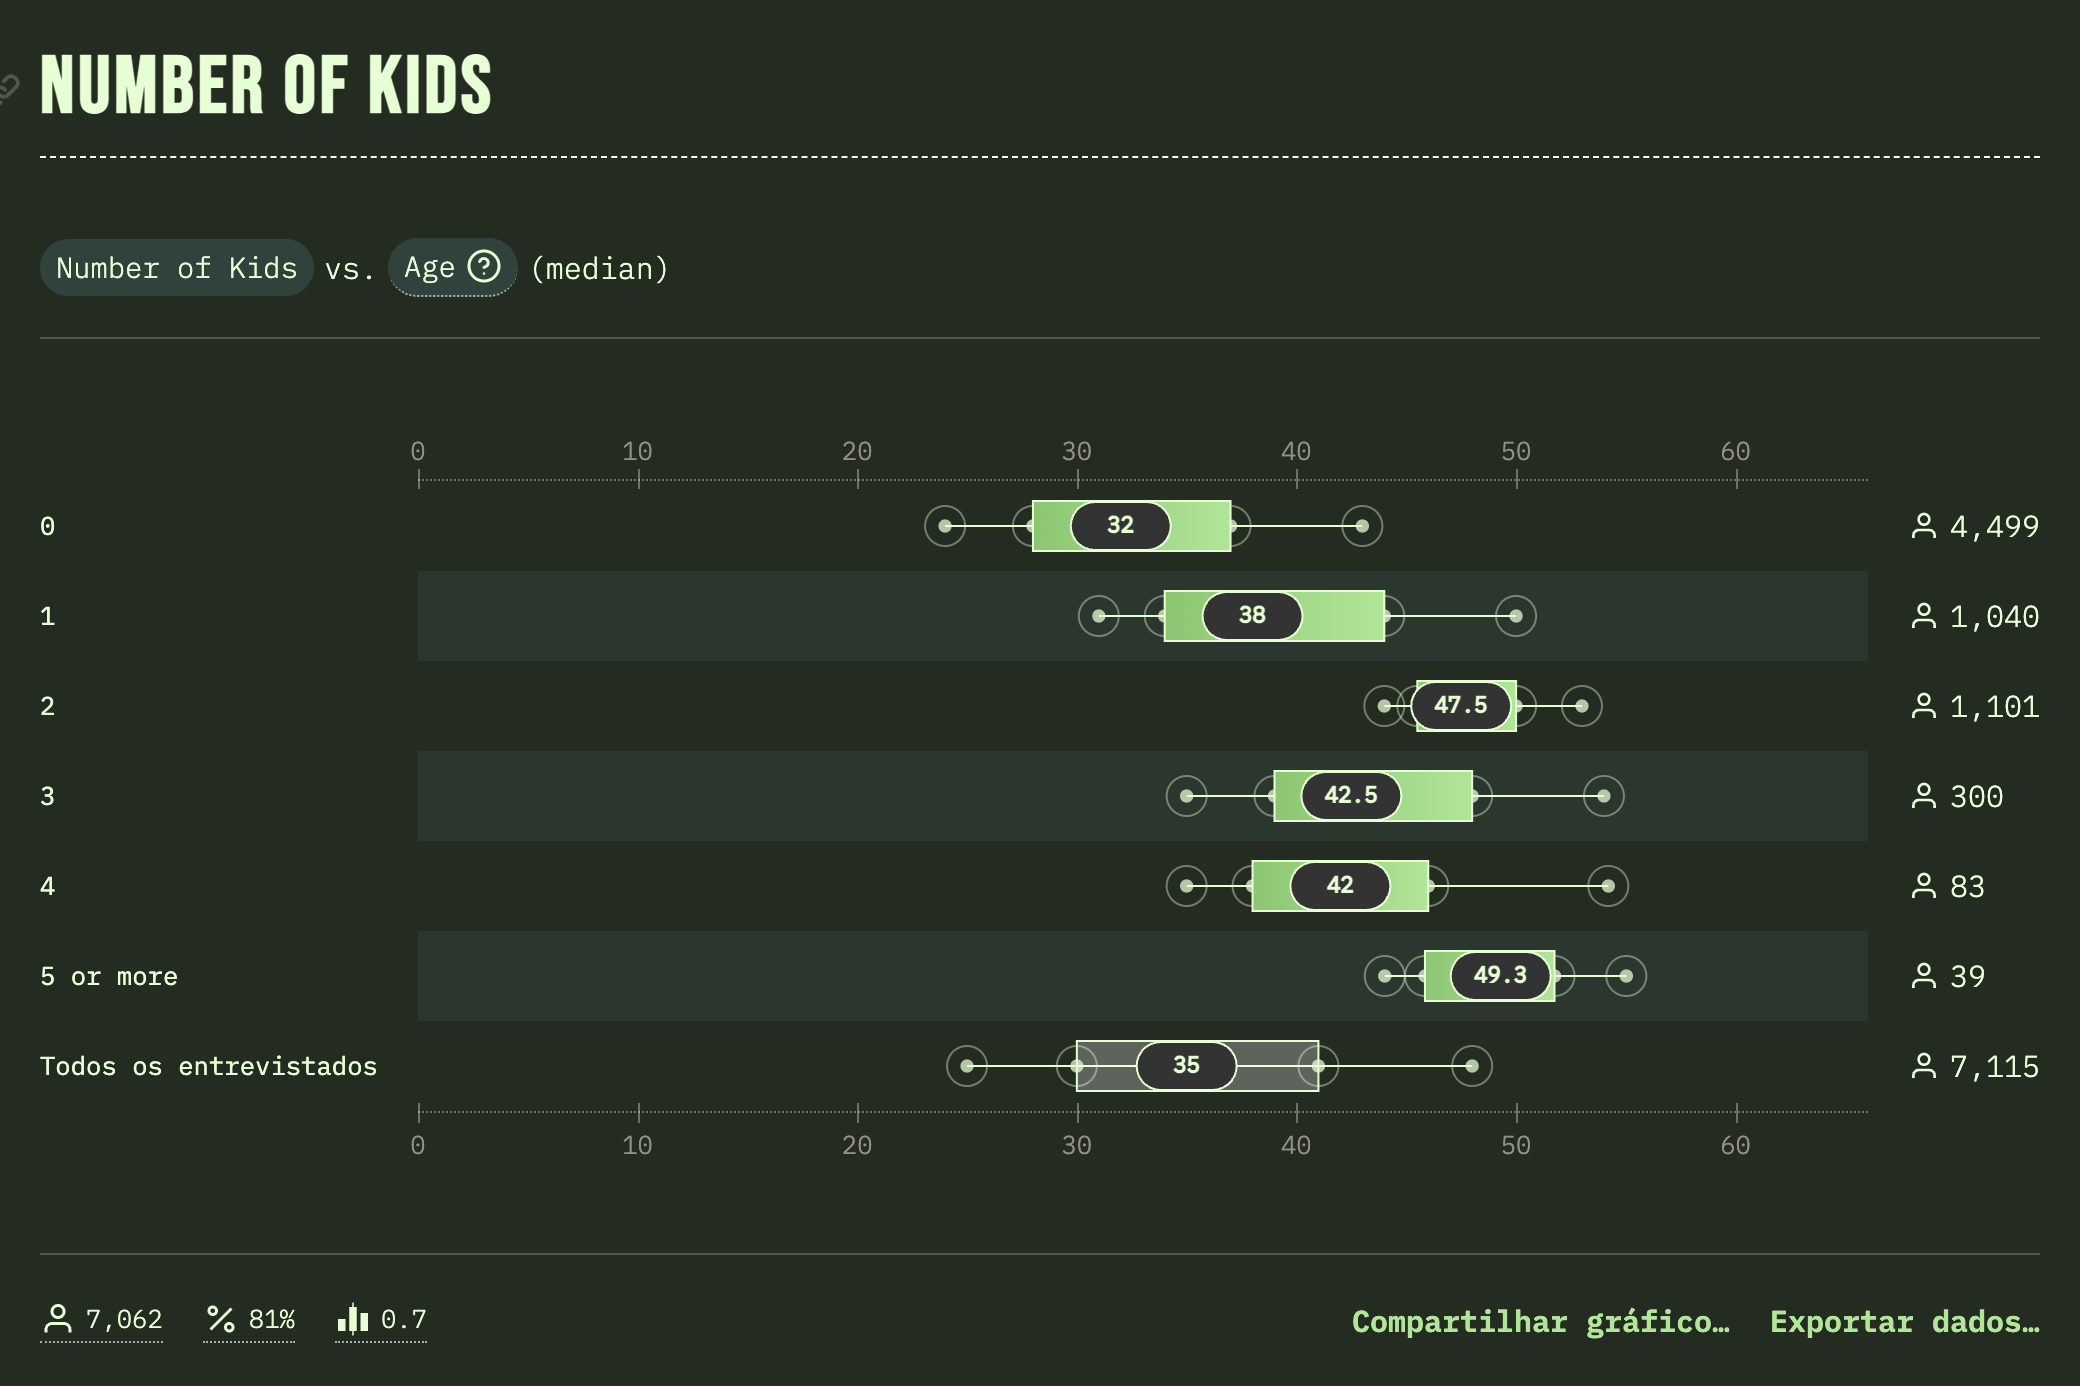 NUMBER OF KIDS
Number of Kids vs. Age (median)
0 10 20 30 40 50 60
0 32 4,499
1 38 1,040
2 47.5 1,101
3 42.5 300
4 42 83
5 or more 49.3 39
Todos os entrevistados 35 7,115
0 10 20 30 40 50 60
7,062 81% 0.7 Compartilhar gráfico… Exportar dados…